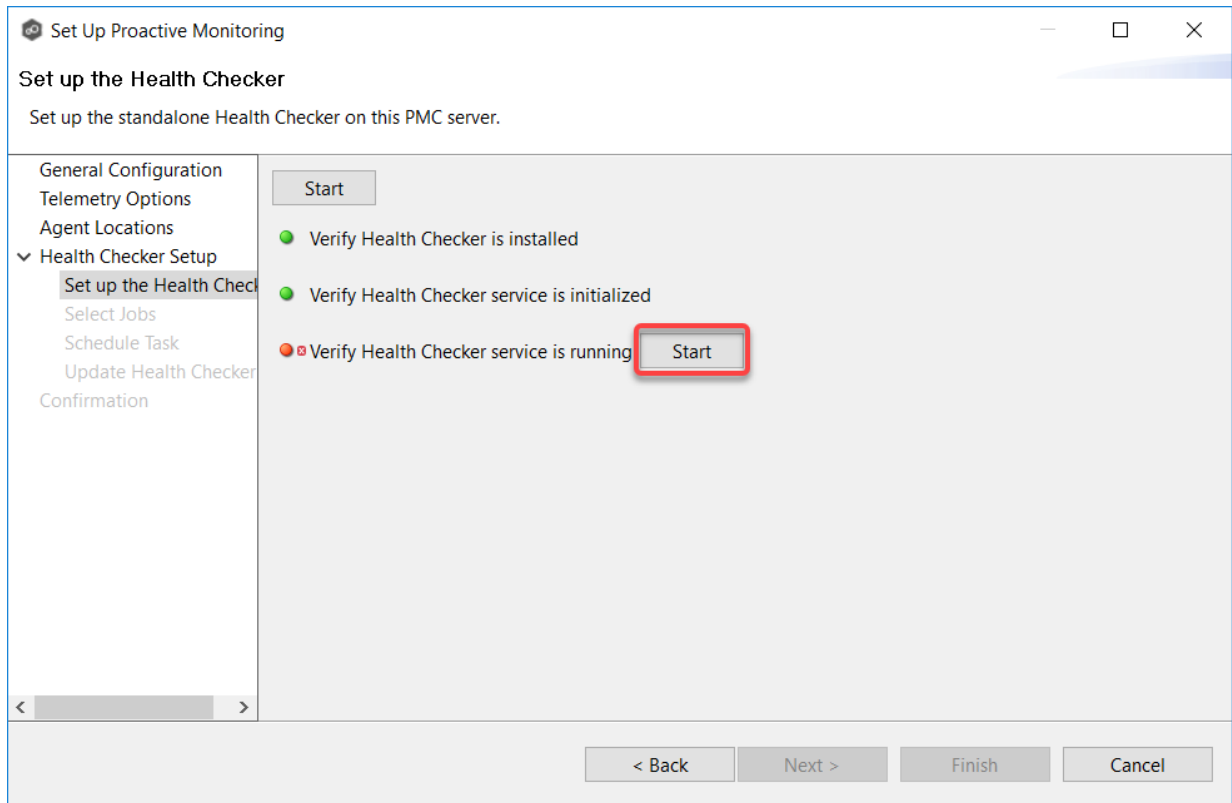 Set Up Proactive Monitoring
Set up the Health Checker
Set up the standalone Health Checker on this PMC server.
General Configuration
Telemetry Options
Agent Locations
Health Checker Setup
Set up the Health Check
Select Jobs
Schedule Task
Update Health Checker
Confirmation
Start
Verify Health Checker is installed
Verify Health Checker service is initialized
Verify Health Checker service is running Start
< Back Next > Finish Cancel